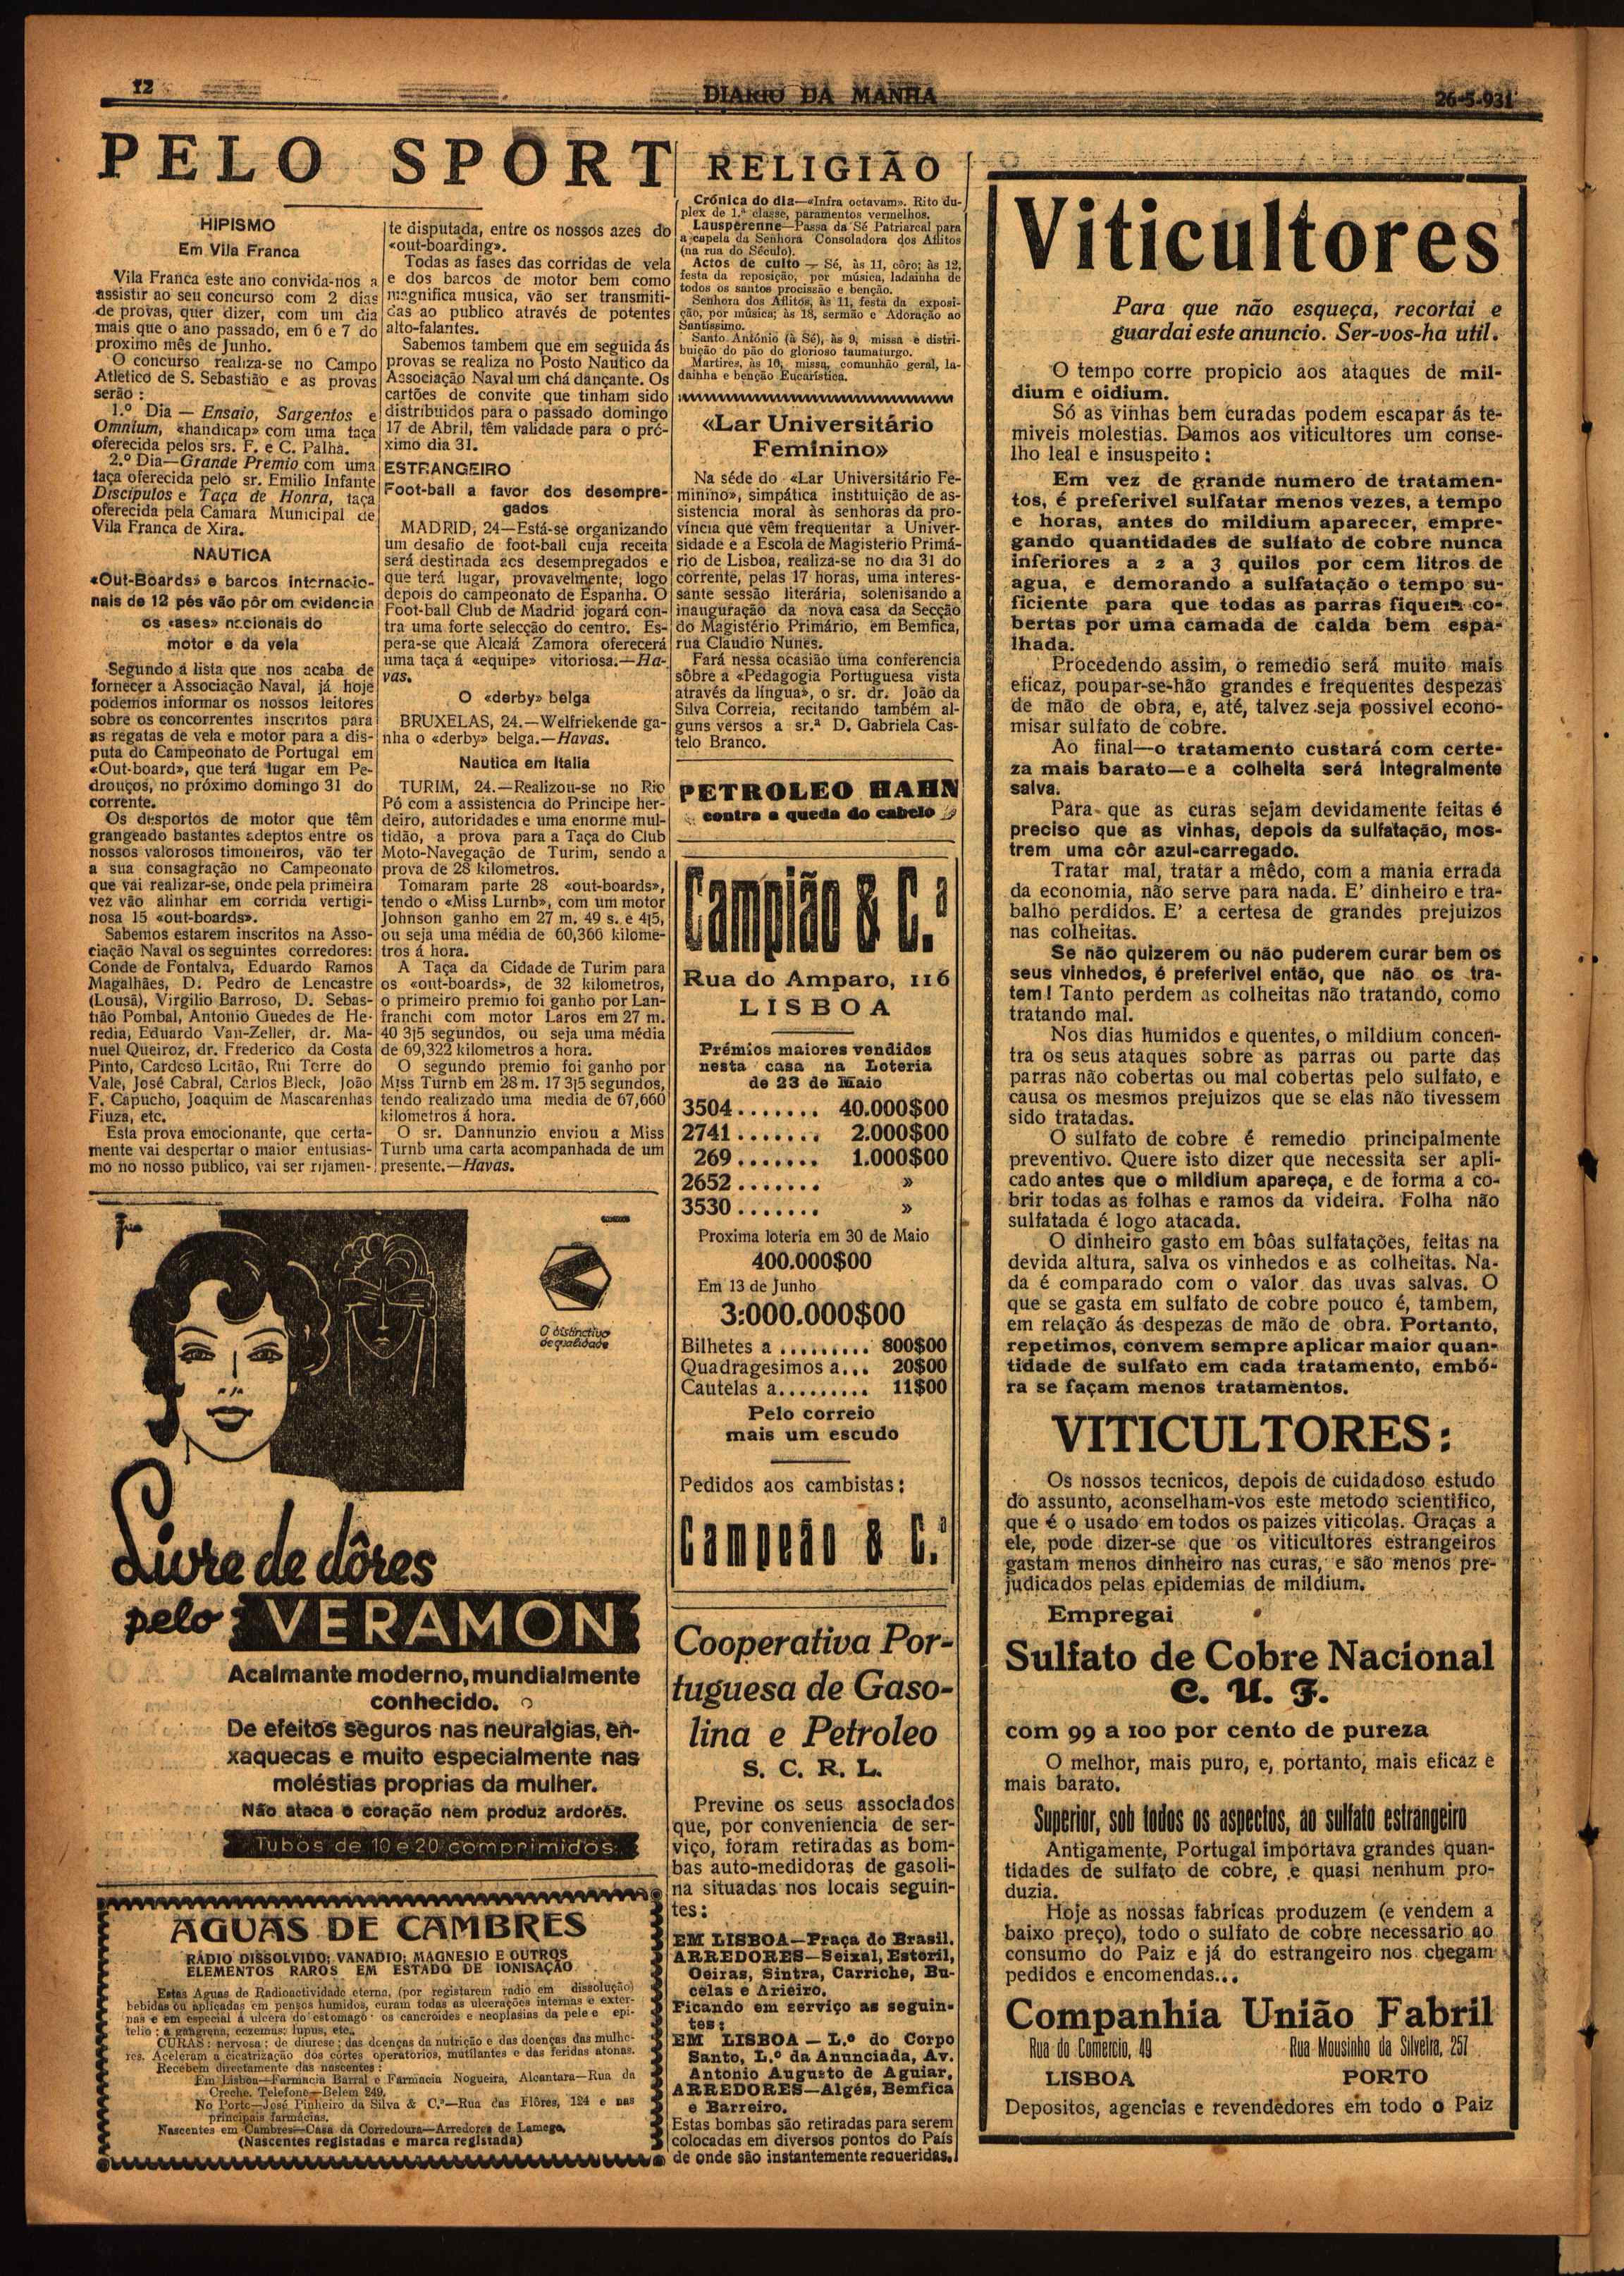 12
DIARIO DA MANHA
26-5-931
PELO SPORT
HIPISMO
Em Vila Franca
Vila Franca este ano convida-nos a
assistir ao seu concurso com 2 dias
de provas, quer dizer, com um dia
mais que o ano passado, em 6 e 7 do
proximo mês de Junho.
O concurso realiza-se no Campo
Atlético de S. Sebastião e as provas
serão:
1.º Dia — Ensaio, Sargentos e
Omnium, «handicap» com uma taça
oferecida pelos srs. F. e C. Palha.
2.º Dia—Grande Premio com uma
taça oferecida pelo sr. Emilio Infante
Discipulos e Taça de Honra, taça
oferecida pela Camara Municipal de
Vila Franca de Xira.
NAUTICA
«Out-Boards» e barcos internacio-
nais de 12 pés vão pôr em evidencia
os «ases» nacionais do
motor e da vela
Segundo á lista que nos acaba de
fornecer a Associação Naval, já hoje
podemos informar os nossos leitores
sobre os concorrentes inscritos para
as regatas de vela e motor para a dis-
puta do Campeonato de Portugal em
«Out-board», que terá lugar em Pe-
drouços, no próximo domingo 31 do
corrente.
Os desportos de motor que têm
grangeado bastantes adeptos entre os
nossos valorosos timoneiros, vão ter
a sua consagração no Campeonato
que vai realizar-se, onde pela primeira
vez vão alinhar em corrida vertigi-
nosa 15 «out-boards».
Sabemos estarem inscritos na Asso-
ciação Naval os seguintes corredores:
Conde de Fontalva, Eduardo Ramos
Magalhães, D. Pedro de Lencastre
(Lousã), Virgilio Barroso, D. Sebas-
tião Pombal, Antonio Guedes de He-
redia, Eduardo Van-Zeller, dr. Ma-
nuel Queiroz, dr. Frederico da Costa
Pinto, Cardoso Leitão, Rui Torre do
Vale, José Cabral, Carlos Bleck, João
F. Capucho, Joaquim de Mascarenhas
Fiuza, etc.
Esta prova emocionante, que certa-
mente vai despertar o maior entusias-
mo no nosso publico, vai ser rijamen-
te disputada, entre os nossos azes do
«out-boarding».
Todas as fases das corridas de vela
e dos barcos de motor bem como
magnifica musica, vão ser transmiti-
das ao publico através de potentes
alto-falantes.
Sabemos tambem que em seguida ás
provas se realiza no Posto Nautico da
Associação Naval um chá dançante. Os
cartões de convite que tinham sido
distribuidos para o passado domingo
17 de Abril, têm validade para o pró-
ximo dia 31.
ESTRANGEIRO
Foot-ball a favor dos desempre-
gados
MADRID, 24—Está-se organizando
um desafio de foot-ball cuja receita
será destinada aos desempregados e
que terá lugar, provavelmente, logo
depois do campeonato de Espanha. O
Foot-ball Club de Madrid jogará con-
tra uma forte selecção do centro. Es-
pera-se que Alcalá Zamora oferecerá
uma taça á «equipe» vitoriosa.—Ha-
vas.
O «derby» belga
BRUXELAS, 24.—Welfriekende ga-
nha o «derby» belga.—Havas.
Nautica em Italia
TURIM, 24.—Realizou-se no Rio
Pó com a assistencia do Principe her-
deiro, autoridades e uma enorme mul-
tidão, a prova para a Taça do Club
Moto-Navegação de Turim, sendo a
prova de 28 kilometros.
Tomaram parte 28 «out-boards»,
tendo o «Miss Lurnb», com um motor
Johnson ganho em 27 m. 49 s. e 4|5,
ou seja uma média de 60,366 kilome-
tros á hora.
A Taça da Cidade de Turim para
os «out-boards», de 32 kilometros,
o primeiro premio foi ganho por Lan-
franchi com motor Laros em 27 m.
40 3|5 segundos, ou seja uma média
de 69,322 kilometros a hora.
O segundo premio foi ganho por
Miss Turnb em 28 m. 17 3|5 segundos,
tendo realizado uma media de 67,660
kilometros á hora.
O sr. Dannunzio enviou a Miss
Turnb uma carta acompanhada de um
presente.—Havas.
O distinctivo
de qualidade
Livre de dôres
pelo VERAMON
Acalmante moderno, mundialmente
conhecido.
De efeitos seguros nas neuralgias, en-
xaquecas e muito especialmente nas
moléstias proprias da mulher.
Não ataca o coração nem produz ardores.
Tubos de 10 e 20 comprimidos
AGUAS DE CAMBRES
RÁDIO DISSOLVIDO; VANADIO; MAGNESIO E OUTROS
ELEMENTOS RAROS EM ESTADO DE IONISAÇÃO
Estas Aguas de Radioactividade eterna, (por registarem radio em dissolução)
bebidas ou aplicadas em pensos humidos, curam todas as ulcerações internas e exter-
nas e em especial á ulcera do estomago os cancroides e neoplasias da pele e epi-
telio: a gangrena, eczemas, lupus, etc.
CURAS: nervosa; de diurese; das doenças da nutrição e das doenças das mulhe-
res. Aceleram a cicatrização dos córtes operatorios, mutilantes e das feridas atonas.
Recebem directamente das nascentes:
Em Lisboa—Farmacia Barral e Farmacia Nogueira, Alcantara—Rua da
Creche. Telefone—Belem 249.
No Porto—José Pinheiro da Silva & C.ª—Rua das Flôres, 124 e nas
principais farmácias.
Nascentes em Cambres—Casa da Corredoura—Arredores de Lamego.
(Nascentes registadas e marca registada)
RELIGIÃO
Crónica do dia—«Infra octavam». Rito du-
plex de 1.ª classe, paramentos vermelhos.
Lausperenne—Passa da Sé Patriarcal para
a capela da Senhora Consoladora dos Aflitos
(na rua do Século).
Actos de culto — Sé, às 11, côro; às 12,
festa da reposição, por música, ladainha de
todos os santos procissão e benção.
Senhora dos Aflitos, às 11, festa da exposi-
ção, por música; às 18, sermão e Adoração ao
Santíssimo.
Santo António (à Sé), às 9, missa e distri-
buição do pão do glorioso taumaturgo.
Martires, às 10, missa, comunhão geral, la-
dainha e benção Eucarística.
«Lar Universitário
Feminino»
Na séde do «Lar Universitário Fe-
minino», simpática instituição de as-
sistencia moral às senhoras da pro-
víncia que vêm freqüentar a Univer-
sidade e a Escola de Magisterio Primá-
rio de Lisboa, realiza-se no dia 31 do
corrente, pelas 17 horas, uma interes-
sante sessão literária, solenisando a
inauguração da nova casa da Secção
do Magistério Primário, em Bemfica,
rua Claudio Nunes.
Fará nessa ocasião uma conferencia
sôbre a «Pedagogia Portuguesa vista
através da língua», o sr. dr. João da
Silva Correia, recitando também al-
guns versos a sr.ª D. Gabriela Cas-
telo Branco.
PETROLEO HAHN
contra a queda do cabelo
Campião & C.ª
Rua do Amparo, 116
LISBOA
Prémios maiores vendidos
nesta casa na Loteria
de 23 de Maio
3504....... 40.000$00
2741....... 2.000$00
269....... 1.000$00
2652....... »
3530....... »
Proxima loteria em 30 de Maio
400.000$00
Em 13 de Junho
3:000.000$00
Bilhetes a ......... 800$00
Quadragesimos a... 20$00
Cautelas a......... 11$00
Pelo correio
mais um escudo
Pedidos aos cambistas:
Campeão & C.ª
Cooperativa Por-
tuguesa de Gaso-
lina e Petroleo
S. C. R. L.
Previne os seus associados
que, por conveniencia de ser-
viço, foram retiradas as bom-
bas auto-medidoras de gasoli-
na situadas nos locais seguin-
tes:
EM LISBOA—Praça do Brasil.
ARREDORES—Seixal, Estoril,
Oeiras, Sintra, Carriche, Bu-
celas e Arieiro.
Ficando em serviço as seguin-
tes:
EM LISBOA — L.º do Corpo
Santo, L.º da Anunciada, Av.
Antonio Augusto de Aguiar.
ARREDORES—Algés, Bemfica
e Barreiro.
Estas bombas são retiradas para serem
colocadas em diversos pontos do País
de onde são instantemente requeridas.
Viticultores
Para que não esqueça, recortai e
guardai este anuncio. Ser-vos-ha util.
O tempo corre propicio aos ataques de mil-
dium e oidium.
Só as vinhas bem curadas podem escapar ás te-
miveis molestias. Damos aos viticultores um conse-
lho leal e insuspeito:
Em vez de grande numero de tratamen-
tos, é preferivel sulfatar menos vezes, a tempo
e horas, antes do mildium aparecer, empre-
gando quantidades de sulfato de cobre nunca
inferiores a 2 a 3 quilos por cem litros de
agua, e demorando a sulfatação o tempo su-
ficiente para que todas as parras fiquem co-
bertas por uma camada de calda bem espa-
lhada.
Procedendo assim, o remedio será muito mais
eficaz, poupar-se-hão grandes e freqüentes despezas
de mão de obra, e, até, talvez seja possivel econo-
misar sulfato de cobre.
Ao final—o tratamento custará com certe-
za mais barato—e a colheita será integralmente
salva.
Para que as curas sejam devidamente feitas é
preciso que as vinhas, depois da sulfatação, mos-
trem uma côr azul-carregado.
Tratar mal, tratar a mêdo, com a mania errada
da economia, não serve para nada. E' dinheiro e tra-
balho perdidos. E' a certesa de grandes prejuizos
nas colheitas.
Se não quizerem ou não puderem curar bem os
seus vinhedos, é preferivel então, que não os tra-
tem! Tanto perdem as colheitas não tratando, como
tratando mal.
Nos dias humidos e quentes, o mildium concen-
tra os seus ataques sobre as parras ou parte das
parras não cobertas ou mal cobertas pelo sulfato, e
causa os mesmos prejuizos que se elas não tivessem
sido tratadas.
O sulfato de cobre é remedio principalmente
preventivo. Quere isto dizer que necessita ser apli-
cado antes que o mildium apareça, e de forma a co-
brir todas as folhas e ramos da videira. Folha não
sulfatada é logo atacada.
O dinheiro gasto em bôas sulfatações, feitas na
devida altura, salva os vinhedos e as colheitas. Na-
da é comparado com o valor das uvas salvas. O
que se gasta em sulfato de cobre pouco é, tambem,
em relação ás despezas de mão de obra. Portanto,
repetimos, convem sempre aplicar maior quan-
tidade de sulfato em cada tratamento, embó-
ra se façam menos tratamentos.
VITICULTORES:
Os nossos tecnicos, depois de cuidadoso estudo
do assunto, aconselham-vos este metodo scientifico,
que é o usado em todos os paizes viticolas. Graças a
ele, pode dizer-se que os viticultores estrangeiros
gastam menos dinheiro nas curas, e são menos pre-
judicados pelas epidemias de mildium.
Empregai
Sulfato de Cobre Nacional
C. U. F.
com 99 a 100 por cento de pureza
O melhor, mais puro, e, portanto, mais eficaz e
mais barato.
Superior, sob todos os aspectos, ao sulfato estrangeiro
Antigamente, Portugal importava grandes quan-
tidades de sulfato de cobre, e quasi nenhum pro-
duzia.
Hoje as nossas fabricas produzem (e vendem a
baixo preço), todo o sulfato de cobre necessario ao
consumo do Paiz e já do estrangeiro nos chegam
pedidos e encomendas...
Companhia União Fabril
Rua do Comercio, 49 Rua Mousinho da Silveira, 257
LISBOA PORTO
Depositos, agencias e revendedores em todo o Paiz